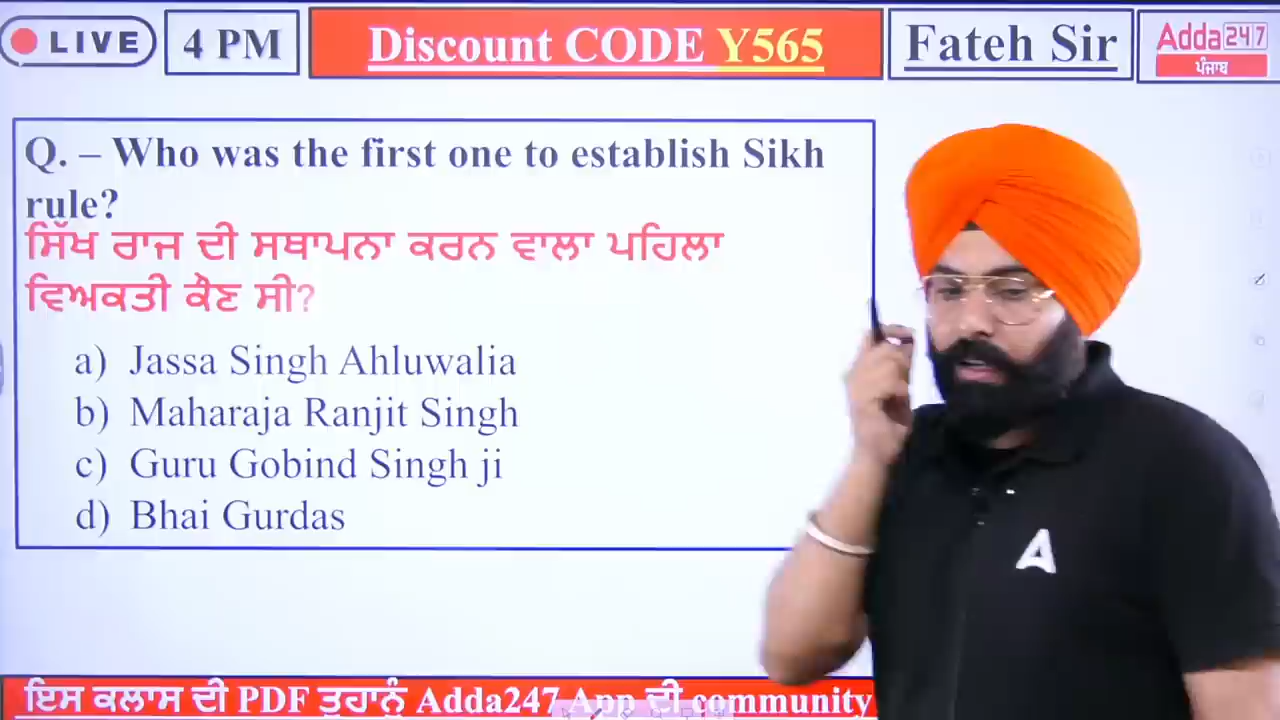 LIVE
4 PM
Discount CODE Y565
Fateh Sir
Adda247
ਪੰਜਾਬ
Q. – Who was the first one to establish Sikh
rule?
ਸਿੱਖ ਰਾਜ ਦੀ ਸਥਾਪਨਾ ਕਰਨ ਵਾਲਾ ਪਹਿਲਾ
ਵਿਅਕਤੀ ਕੌਣ ਸੀ?
a) Jassa Singh Ahluwalia
b) Maharaja Ranjit Singh
c) Guru Gobind Singh ji
d) Bhai Gurdas
A
ਇਸ ਕਲਾਸ ਦੀ PDF ਤੁਹਾਨੂੰ Adda247 App ਦੀ community